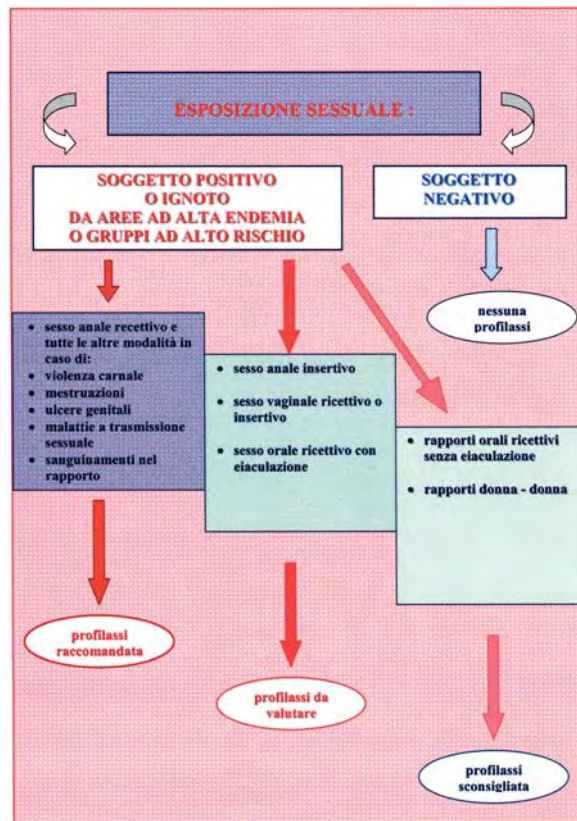 ESPOSIZIONE SESSUALE :
SOGGETTO POSITIVO
O IGNOTO
DA AREE AD ALTA ENDEMIA
O GRUPPI AD ALTO RISCHIO
SOGGETTO
NEGATIVO
nessuna
profilassi
• sesso anale recettivo e
tutte le altre modalità in
caso di:
• violenza carnale
• mestruazioni
• ulcere genitali
• malattie a trasmissione
sessuale
• sanguinamenti nel
rapporto
• sesso anale insertivo
• sesso vaginale ricettivo o
insertivo
• sesso orale ricettivo con
eiaculazione
• rapporti orali ricettivi
senza eiaculazione
• rapporti donna - donna
profilassi
raccomandata
profilassi da
valutare
profilassi
sconsigliata